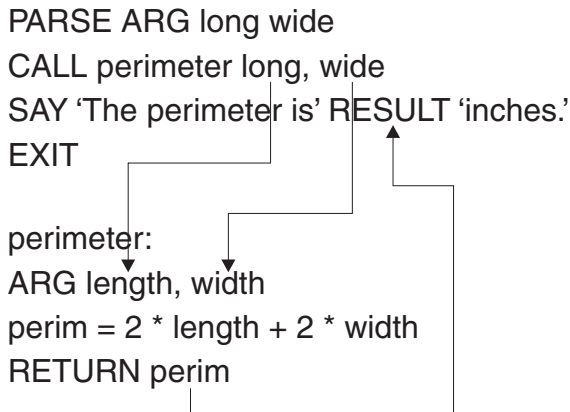 PARSE ARG long wide
CALL perimeter long, wide
SAY ‘The perimeter is’ RESULT ‘inches.’
EXIT
perimeter:
ARG length, width
perim = 2 * length + 2 * width
RETURN perim